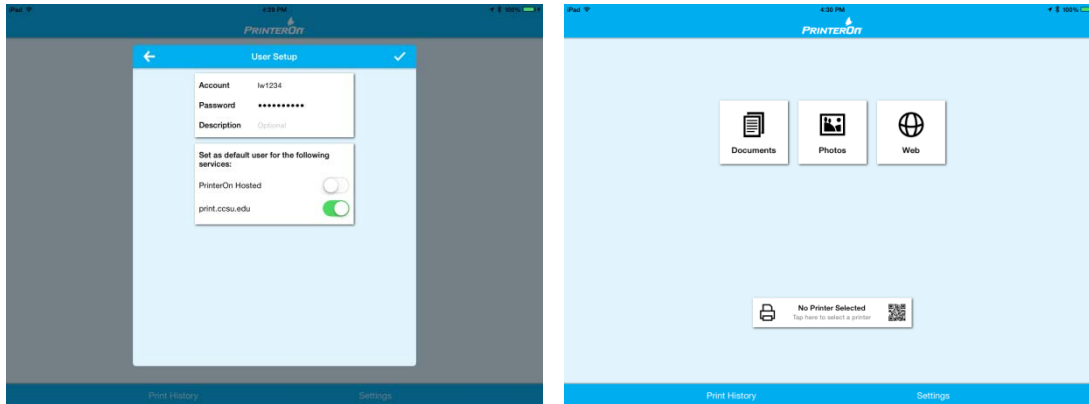 iPad 4:29 PM 100%
PRINTERON
User Setup
Account lw1234
Password ••••••••••
Description Optional
Set as default user for the following
services:
PrinterOn Hosted
print.ccsu.edu
Print History Settings
iPad 4:30 PM 100%
PRINTERON
Documents Photos Web
No Printer Selected
Tap here to select a printer
Print History Settings